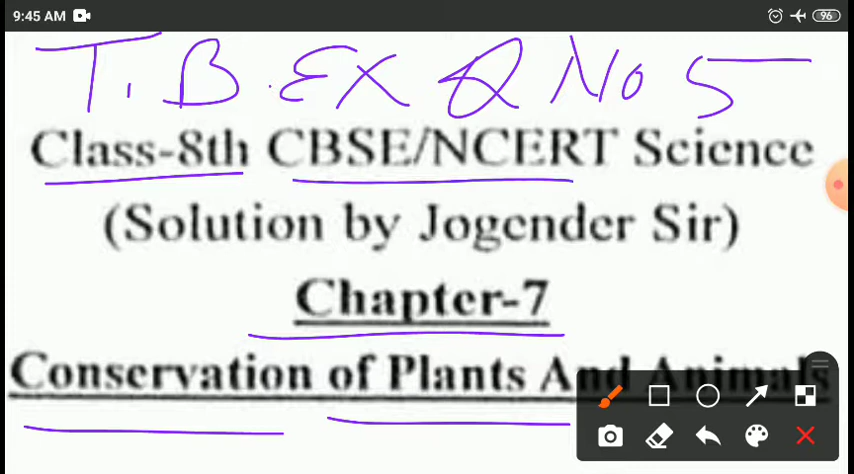 9:45 AM
96
T.B.EX Q No 5
Class-8th CBSE/NCERT Science
(Solution by Jogender Sir)
Chapter-7
Conservation of Plants And Animals